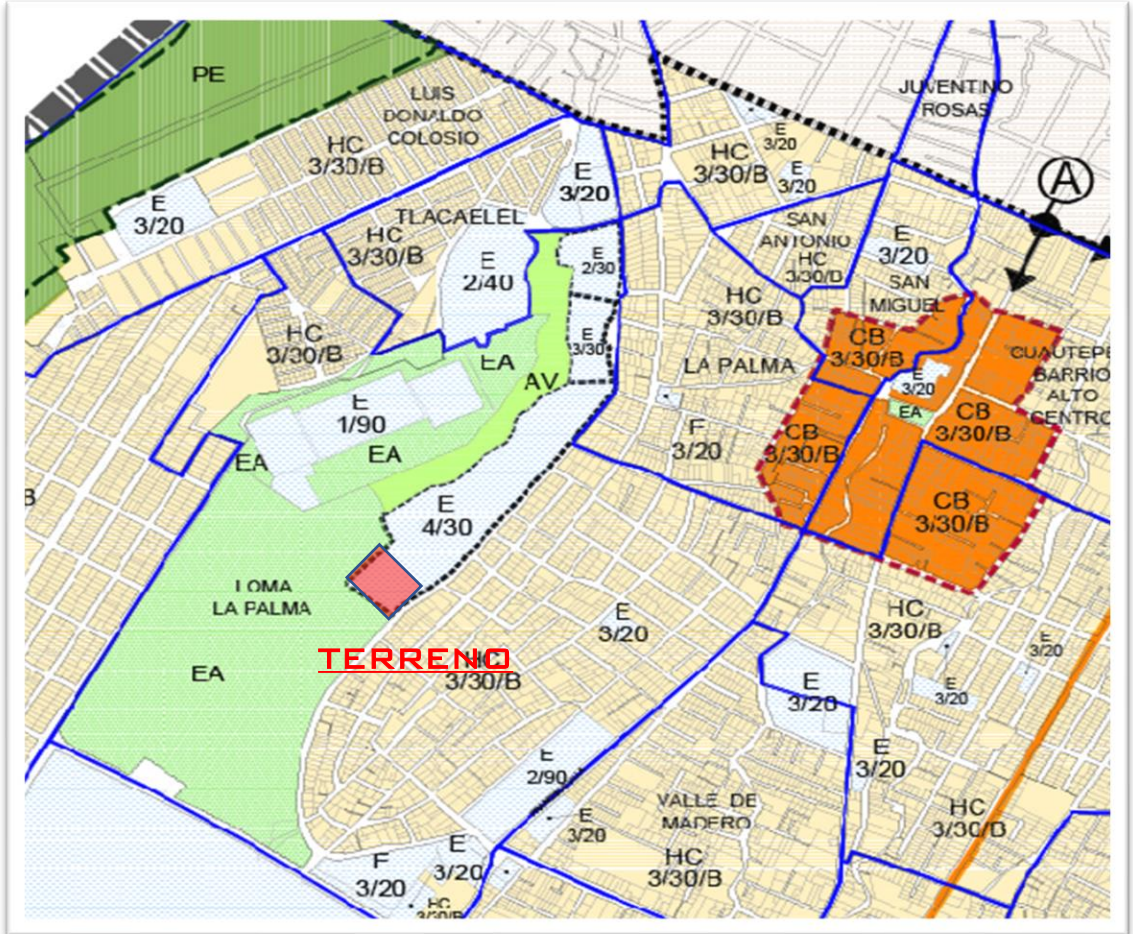 PE
LUIS
DONALDO
COLOSIO
HC
3/30/B
E
3/20
TLACAELEL
HC
3/30/B
E
2/40
E
3/20
E
2/30
E
3/30
HC
3/30/B
E
3/20
E
3/20
JUVENTINO
ROSAS
A
SAN
ANTONIO
HC
3/30/B
E
3/20
SAN
MIGUEL
HC
3/30/B
LA PALMA
HC
3/30/B
EA
AV
E
1/90
EA
EA
E
4/30
E
3/20
CB
3/30/B
E
3/20
EA
CB
3/30/B
CB
3/30/B
CB
3/30/B
CUAUTEPE
BARRIO
ALTO
CENTRO
B
LOMA
LA PALMA
EA
TERRENO
HC
3/30/B
E
3/20
HC
3/30/B
E
3/20
E
3/20
E
3/20
E
3/20
E
2/90
E
3/20
VALLE DE
MADERO
HC
3/30/B
HC
3/30/B
E
3/20
E
3/20
HC
3/30/B